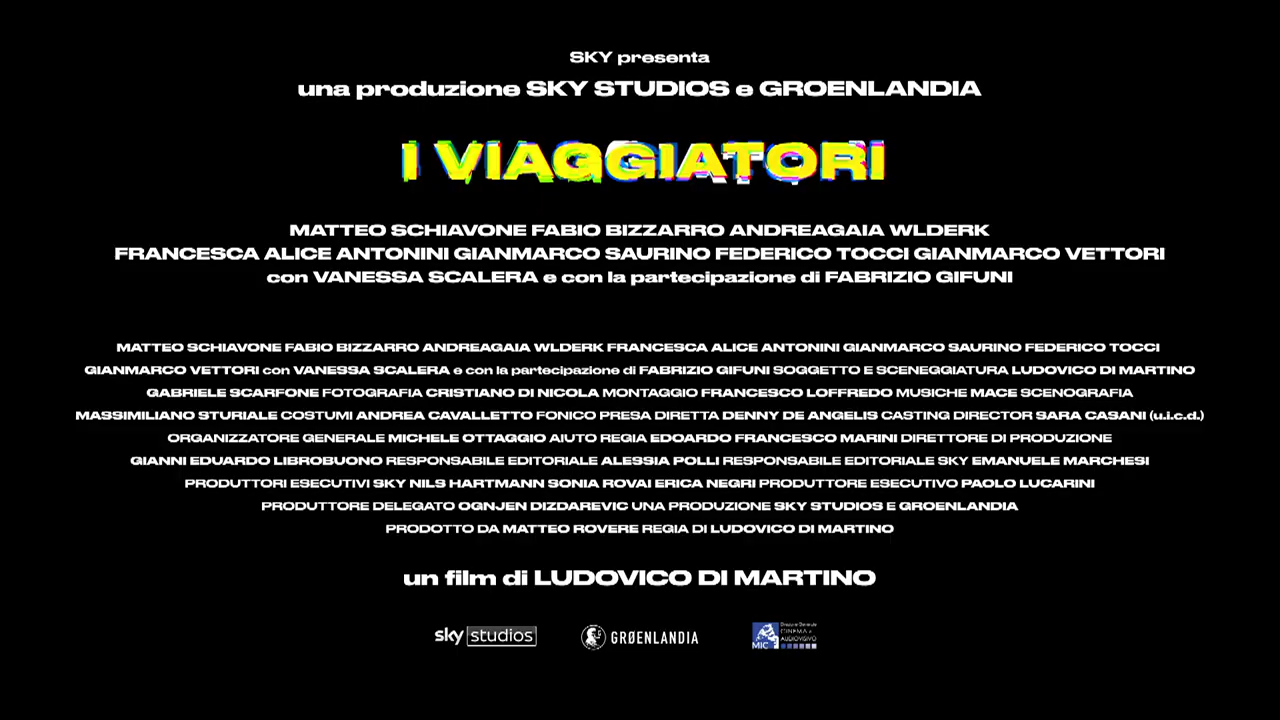 SKY presenta
una produzione SKY STUDIOS e GROENLANDIA
I VIAGGIATORI
MATTEO SCHIAVONE FABIO BIZZARRO ANDREAGAIA WLDERK
FRANCESCA ALICE ANTONINI GIANMARCO SAURINO FEDERICO TOCCI GIANMARCO VETTORI
con VANESSA SCALERA e con la partecipazione di FABRIZIO GIFUNI
MATTEO SCHIAVONE FABIO BIZZARRO ANDREAGAIA WLDERK FRANCESCA ALICE ANTONINI GIANMARCO SAURINO FEDERICO TOCCI
GIANMARCO VETTORI con VANESSA SCALERA e con la partecipazione di FABRIZIO GIFUNI SOGGETTO E SCENEGGIATURA LUDOVICO DI MARTINO
GABRIELE SCARFONE FOTOGRAFIA CRISTIANO DI NICOLA MONTAGGIO FRANCESCO LOFFREDO MUSICHE MACE SCENOGRAFIA
MASSIMILIANO STURIALE COSTUMI ANDREA CAVALLETTO FONICO PRESA DIRETTA DENNY DE ANGELIS CASTING DIRECTOR SARA CASANI (u.i.c.d.)
ORGANIZZATORE GENERALE MICHELE OTTAGGIO AIUTO REGIA EDOARDO FRANCESCO MARINI DIRETTORE DI PRODUZIONE
GIANNI EDUARDO LIBROBUONO RESPONSABILE EDITORIALE ALESSIA POLLI RESPONSABILE EDITORIALE SKY EMANUELE MARCHESI
PRODUTTORI ESECUTIVI SKY NILS HARTMANN SONIA ROVAI ERICA NEGRI PRODUTTORE ESECUTIVO PAOLO LUCARINI
PRODUTTORE DELEGATO OGNJEN DIZDAREVIC UNA PRODUZIONE SKY STUDIOS E GROENLANDIA
PRODOTTO DA MATTEO ROVERE REGIA DI LUDOVICO DI MARTINO
un film di LUDOVICO DI MARTINO
sky studios
GRØENLANDIA
MIC
Direzione Generale
CINEMA e
AUDIOVISIVO